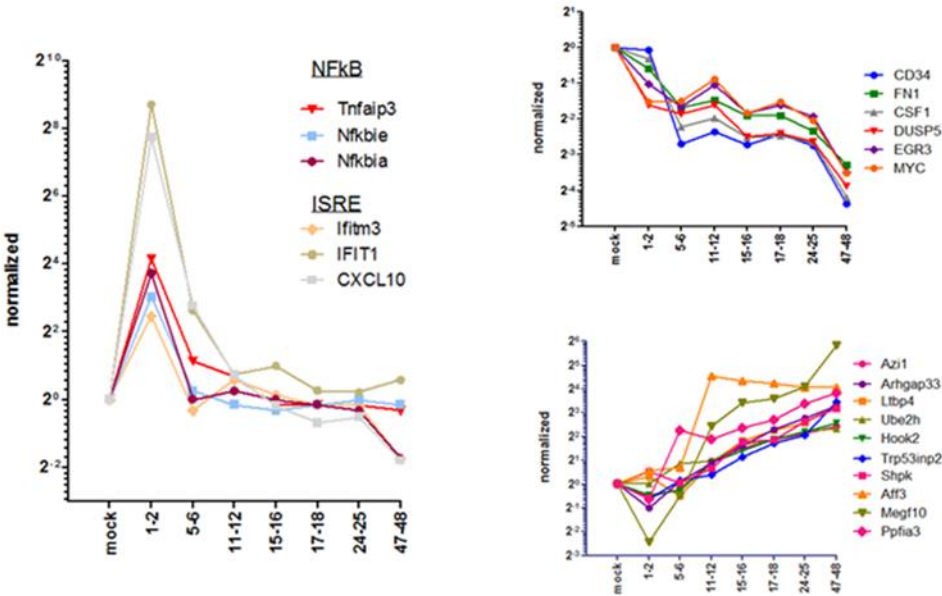 2^10
2^8
2^6
2^4
2^2
2^0
2^-2
normalized
mock
1-2
5-6
11-12
15-16
17-18
24-25
47-48
NFkB
Tnfaip3
Nfkbie
Nfkbia
ISRE
Ifitm3
IFIT1
CXCL10
2^1
2^0
2^-1
2^-2
2^-3
2^-4
2^-5
normalized
mock
1-2
5-6
11-12
15-16
17-18
24-25
47-48
CD34
FN1
CSF1
DUSP5
EGR3
MYC
2^6
2^5
2^4
2^3
2^2
2^1
2^0
2^-1
2^-2
2^-3
normalized
mock
1-2
5-6
11-12
15-16
17-18
24-25
47-48
Azi1
Arhgap33
Ltbp4
Ube2h
Hook2
Trp53inp2
Shpk
Aff3
Megf10
Ppfia3